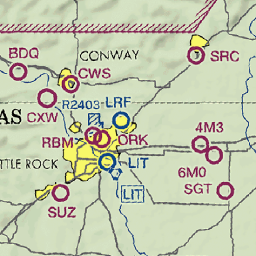 BDQ
CONWAY
SRC
CWS
CXW
R2403
LRF
AS
RBM
ORK
4M3
TTLE ROCK
LIT
6M0
SGT
LIT
SUZ